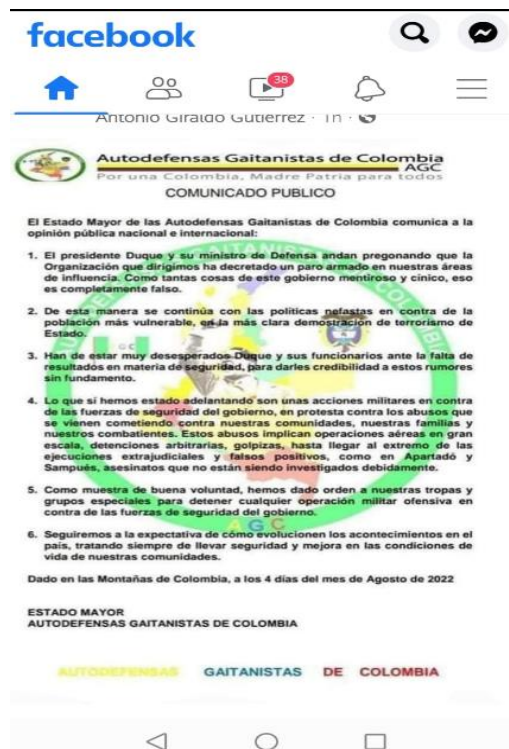 facebook
38
Antonio Giraldo Gutierrez · 1h ·
Autodefensas Gaitanistas de Colombia
AGC
Por una Colombia, Madre Patria para todos
COMUNICADO PUBLICO
El Estado Mayor de las Autodefensas Gaitanistas de Colombia comunica a la
opinión pública nacional e internacional:
1. El presidente Duque y su ministro de Defensa andan pregonando que la
Organización que dirigimos ha decretado un paro armado en nuestras áreas
de influencia. Como tantas cosas de este gobierno mentiroso y cínico, eso
es completamente falso.
2. De esta manera se continúa con las políticas nefastas en contra de la
población más vulnerable, en la más clara demostración de terrorismo de
Estado.
3. Han de estar muy desesperados Duque y sus funcionarios ante la falta de
resultados en materia de seguridad, para darles credibilidad a estos rumores
sin fundamento.
4. Lo que sí hemos estado adelantando son unas acciones militares en contra
de las fuerzas de seguridad del gobierno, en protesta contra los abusos que
se vienen cometiendo contra nuestras comunidades, nuestras familias y
nuestros combatientes. Estos abusos implican operaciones aéreas en gran
escala, detenciones arbitrarias, golpizas, hasta llegar al extremo de las
ejecuciones extrajudiciales y falsos positivos, como en Apartadó y
Sampués, asesinatos que no están siendo investigados debidamente.
5. Como muestra de buena voluntad, hemos dado orden a nuestras tropas y
grupos especiales para detener cualquier operación militar ofensiva en
contra de las fuerzas de seguridad del gobierno.
AGC
6. Seguiremos a la expectativa de cómo evolucionen los acontecimientos en el
país, tratando siempre de llevar seguridad y mejora en las condiciones de
vida de nuestras comunidades.
Dado en las Montañas de Colombia, a los 4 días del mes de Agosto de 2022
ESTADO MAYOR
AUTODEFENSAS GAITANISTAS DE COLOMBIA
AUTODEFENSAS GAITANISTAS DE COLOMBIA